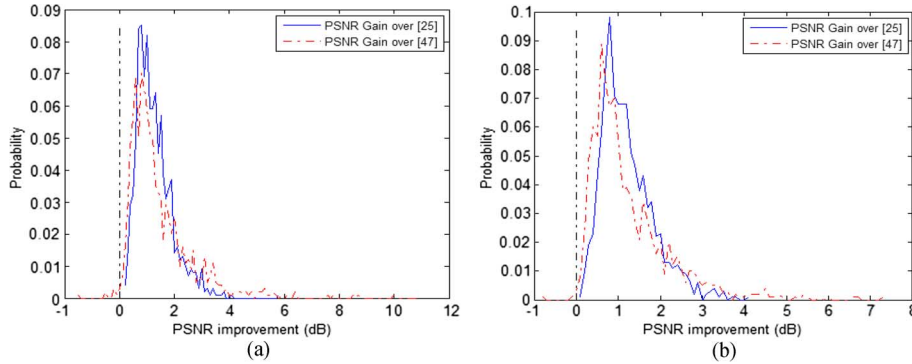 PSNR Gain over [25]
PSNR Gain over [47]
0.09
0.08
0.07
0.06
0.05
0.04
0.03
0.02
0.01
0
Probability
-1 0 2 4 6 8 10 12
PSNR improvement (dB)
(a)
PSNR Gain over [25]
PSNR Gain over [47]
0.1
0.09
0.08
0.07
0.06
0.05
0.04
0.03
0.02
0.01
0
Probability
-1 0 1 2 3 4 5 6 7 8
PSNR improvement (dB)
(b)